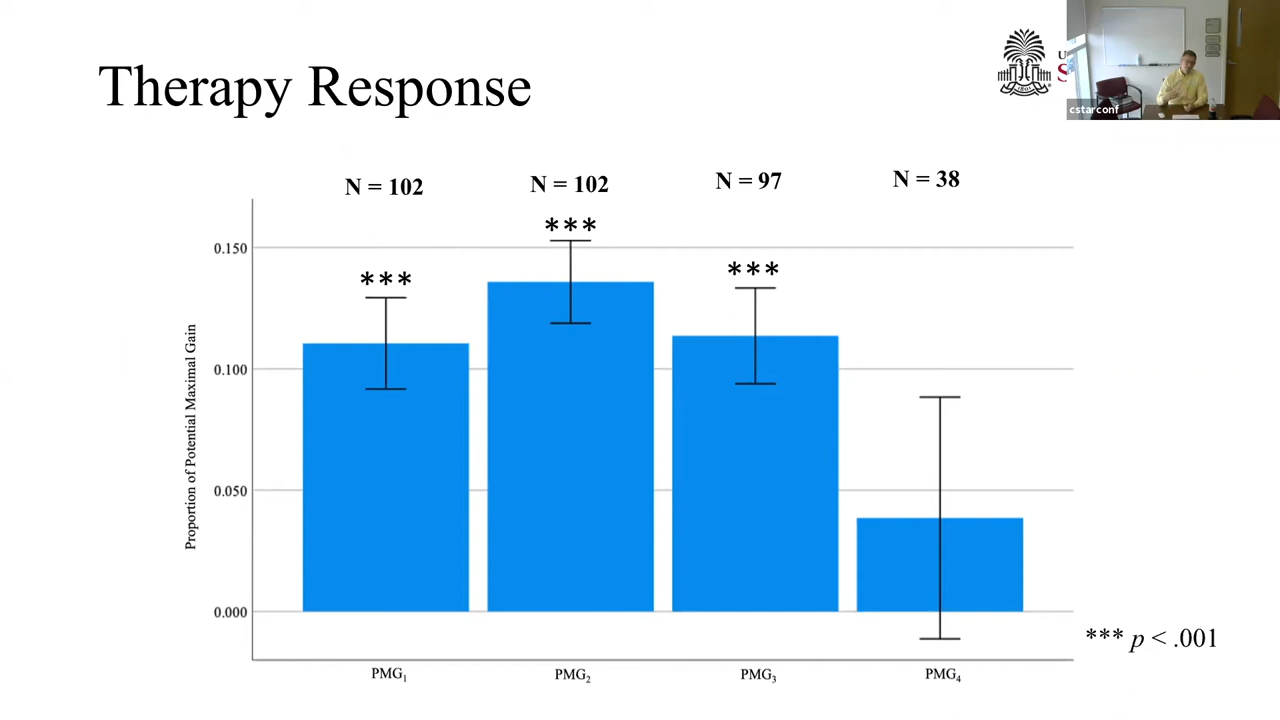 Therapy Response
cstarconf
N = 102
N = 102
N = 97
N = 38
***
***
***
0.150
0.100
0.050
0.000
Proportion of Potential Maximal Gain
PMG₁
PMG₂
PMG₃
PMG₄
*** p < .001